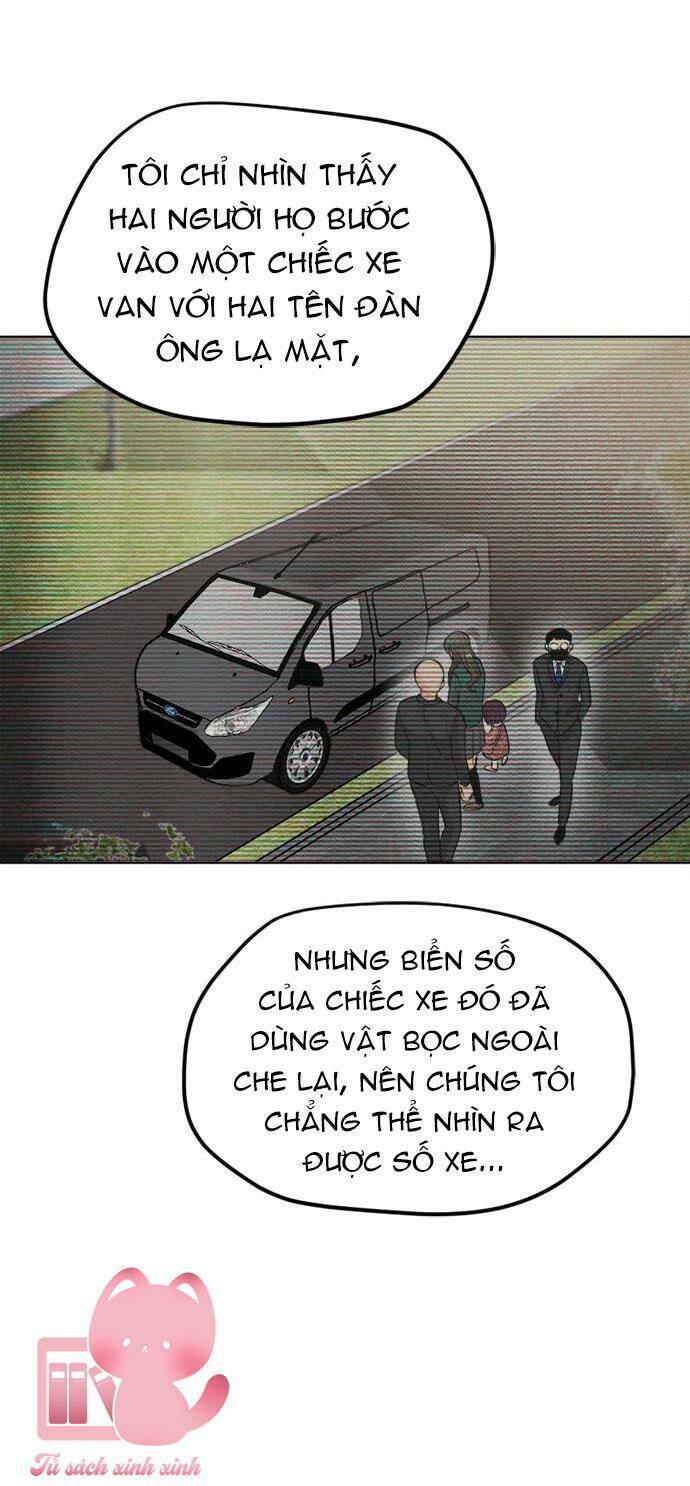 TÔI CHỈ NHÌN THẤY
HAI NGƯỜI HỌ BƯỚC
VÀO MỘT CHIẾC XE
VAN VỚI HAI TÊN ĐÀN
ÔNG LẠ MẶT,
NHƯNG BIỂN SỐ
CỦA CHIẾC XE ĐÓ ĐÃ
DÙNG VẬT BỌC NGOÀI
CHE LẠI, NÊN CHÚNG TÔI
CHẲNG THỂ NHÌN RA
ĐƯỢC SỐ XE...
Tủ sách xinh xinh